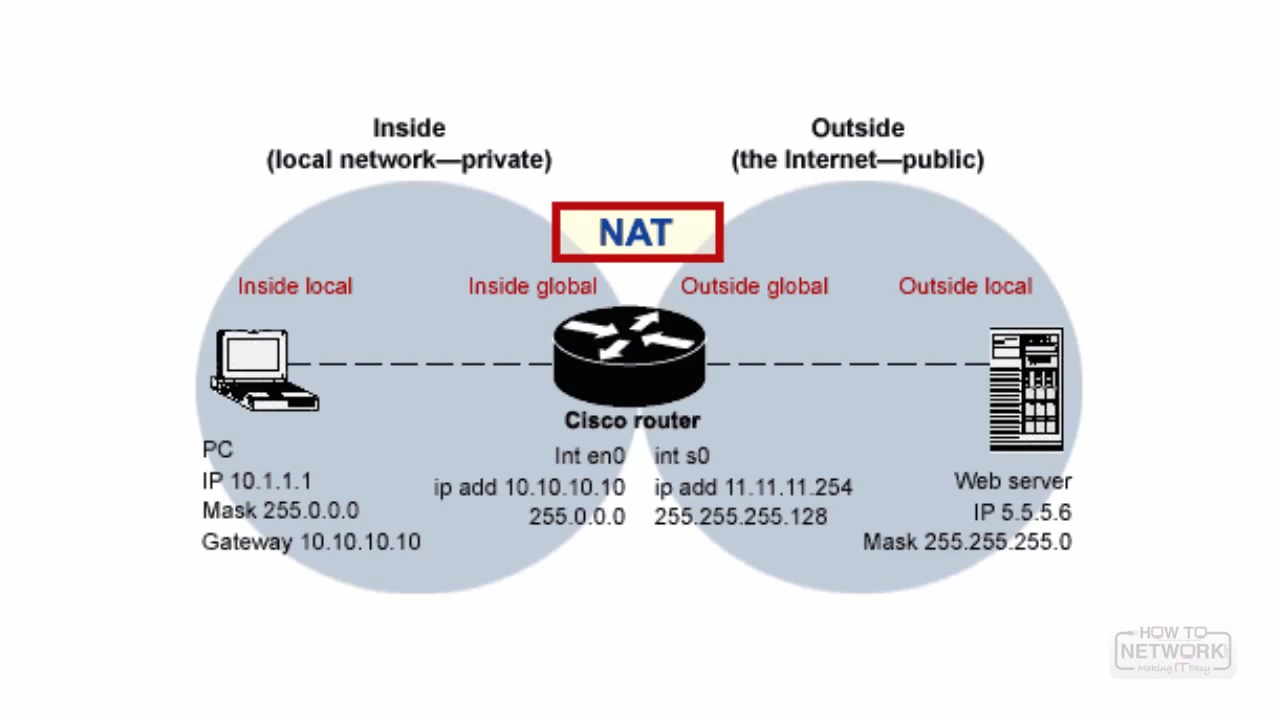 Inside
(local network—private)
Outside
(the Internet—public)
NAT
Inside local
Inside global
Outside global
Outside local
Cisco router
PC
IP 10.1.1.1
Mask 255.0.0.0
Gateway 10.10.10.10
Int en0
ip add 10.10.10.10
255.0.0.0
int s0
ip add 11.11.11.254
255.255.255.128
Web server
IP 5.5.5.6
Mask 255.255.255.0
HOW TO
NETWORK
Making IT Easy